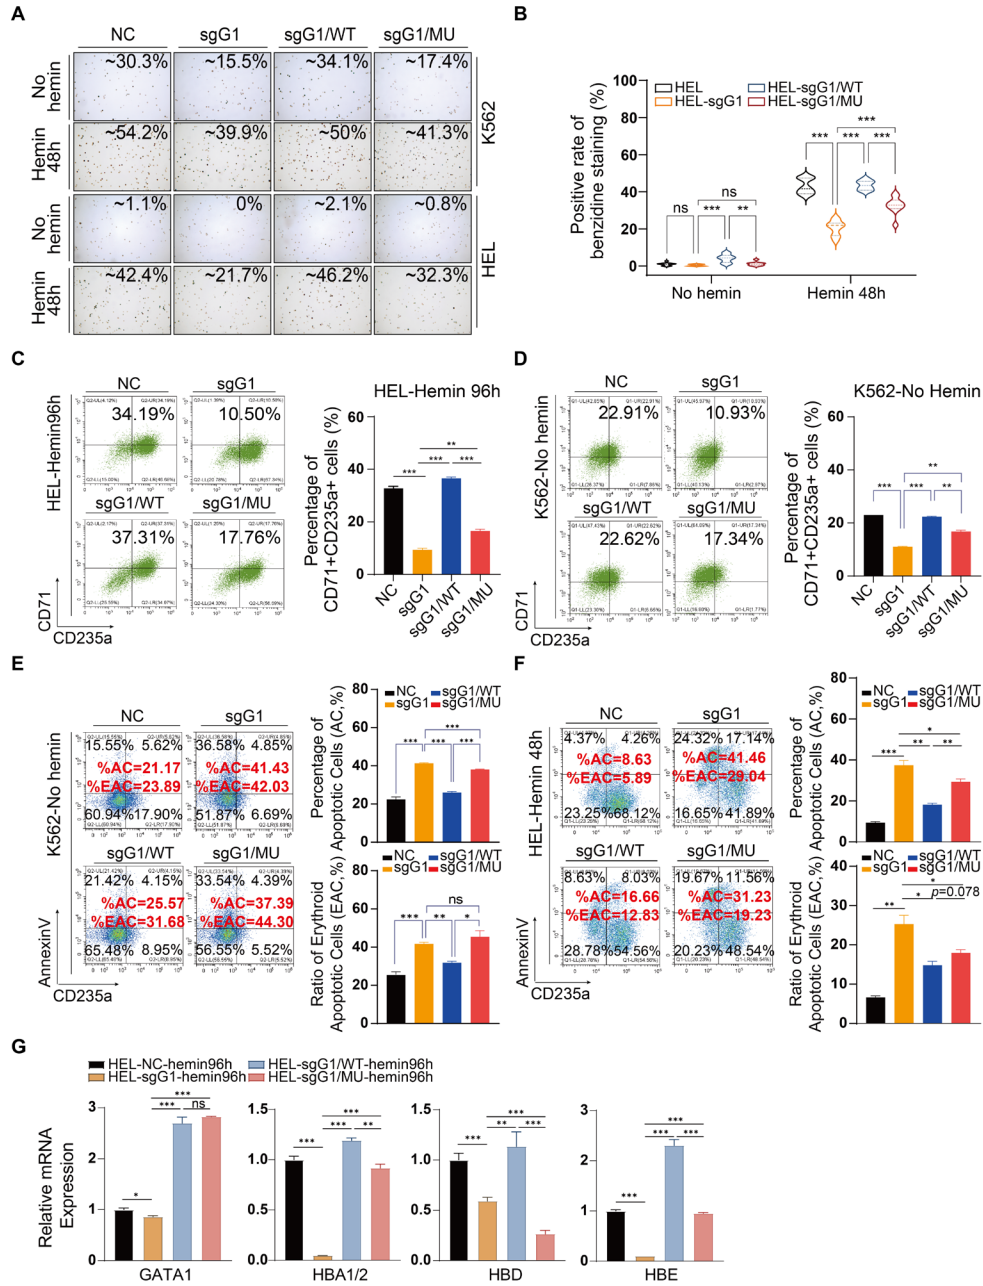 A
NC sgG1 sgG1/WT sgG1/MU
No hemin
~30.3% ~15.5% ~34.1% ~17.4%
Hemin 48h
~54.2% ~39.9% ~50% ~41.3%
K562
No hemin
~1.1% 0% ~2.1% ~0.8%
Hemin 48h
~42.4% ~21.7% ~46.2% ~32.3%
HEL
B
Positive rate of
benzidine staining (%)
100
80
60
40
20
0
HEL HEL-sgG1/WT
HEL-sgG1 HEL-sgG1/MU
***
*** *** ***
ns
ns *** **
No hemin Hemin 48h
C
HEL-Hemin96h
NC sgG1
34.19% 10.50%
sgG1/WT sgG1/MU
37.31% 17.76%
CD71
CD235a
HEL-Hemin 96h
Percentage of
CD71+CD235a+ cells (%)
60
40
20
0
**
*** *** ***
NC sgG1 sgG1/WT sgG1/MU
D
K562-No hemin
NC sgG1
22.91% 10.93%
sgG1/WT sgG1/MU
22.62% 17.34%
CD71
CD235a
K562-No Hemin
Percentage of
CD71+CD235a+ cells (%)
60
40
20
0
**
*** *** **
NC sgG1 sgG1/WT sgG1/MU
E
K562-No hemin
NC sgG1
15.55% 5.62% 36.58% 4.85%
%AC=21.17 %AC=41.43
%EAC=23.89 %EAC=42.03
60.94% 17.90% 51.87% 6.69%
sgG1/WT sgG1/MU
21.42% 4.15% 33.54% 4.39%
%AC=25.57 %AC=37.39
%EAC=31.68 %EAC=44.30
65.48% 8.95% 56.55% 5.52%
AnnexinV
CD235a
Percentage of
Apoptotic Cells (AC,%)
80
60
40
20
0
NC sgG1/WT
sgG1 sgG1/MU
***
*** *** ***
Ratio of Erythroid
Apoptotic Cells (EAC,%)
80
60
40
20
0
NC sgG1/WT
sgG1 sgG1/MU
ns
*** ** *
F
HEL-Hemin 48h
NC sgG1
4.37% 4.26% 24.32% 17.14%
%AC=8.63 %AC=41.46
%EAC=5.89 %EAC=29.04
23.25% 68.12% 16.65% 41.89%
sgG1/WT sgG1/MU
8.63% 8.03% 19.67% 11.56%
%AC=16.66 %AC=31.23
%EAC=12.83 %EAC=19.23
28.78% 54.56% 20.23% 48.54%
AnnexinV
CD235a
Percentage of
Apoptotic Cells (AC,%)
80
60
40
20
0
NC sgG1/WT
sgG1 sgG1/MU
*
*** ** **
Ratio of Erythroid
Apoptotic Cells (EAC,%)
40
30
20
10
0
NC sgG1/WT
sgG1 sgG1/MU
*
** * p=0.078
G
HEL-NC-hemin96h HEL-sgG1/WT-hemin96h
HEL-sgG1-hemin96h HEL-sgG1/MU-hemin96h
Relative mRNA
Expression
3
2
1
0
***
*** ns
*
GATA1
1.5
1.0
0.5
0.0
***
*** *** **
HBA1/2
1.5
1.0
0.5
0.0
***
*** ** ***
HBD
3
2
1
0
***
*** *** ***
HBE